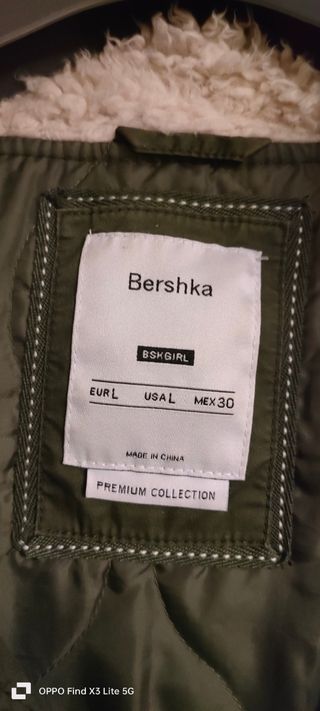 Bershka
BSKGIRL
EUR L USA L MEX 30
MADE IN CHINA
PREMIUM COLLECTION
OPPO Find X3 Lite 5G